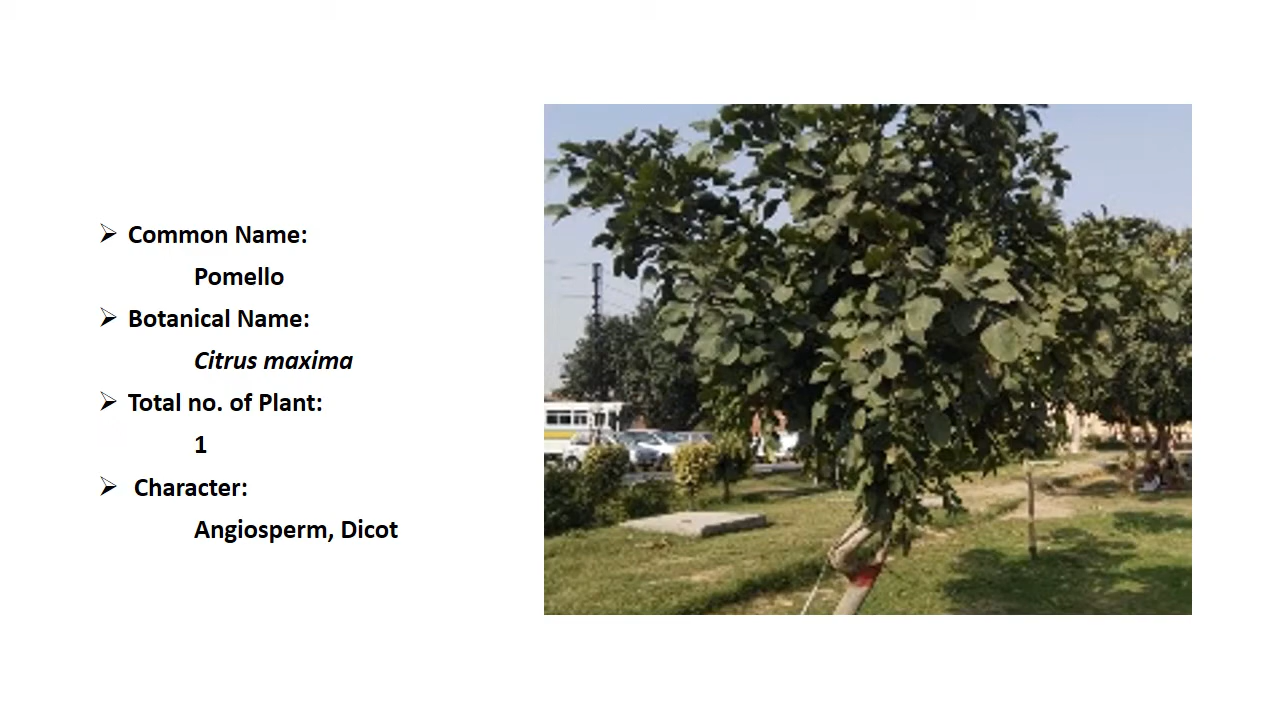 ➢ Common Name:
Pomello
➢ Botanical Name:
Citrus maxima
➢ Total no. of Plant:
1
➢ Character:
Angiosperm, Dicot